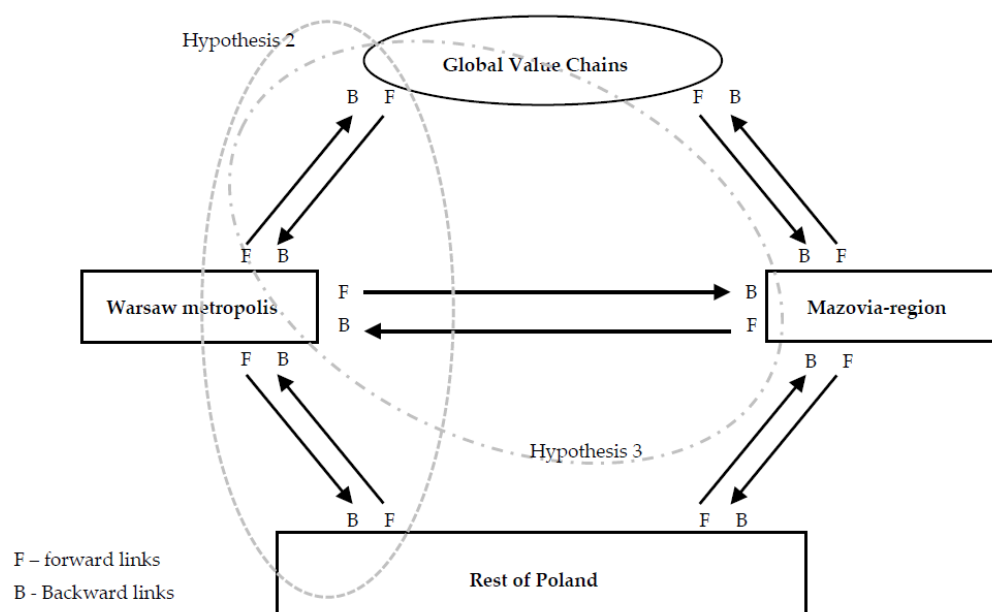 Hypothesis 2
Global Value Chains
B F F B
F B B F
Warsaw metropolis F B Mazovia-region
B F
F B B F
Hypothesis 3
B F F B
F – forward links
Rest of Poland
B - Backward links